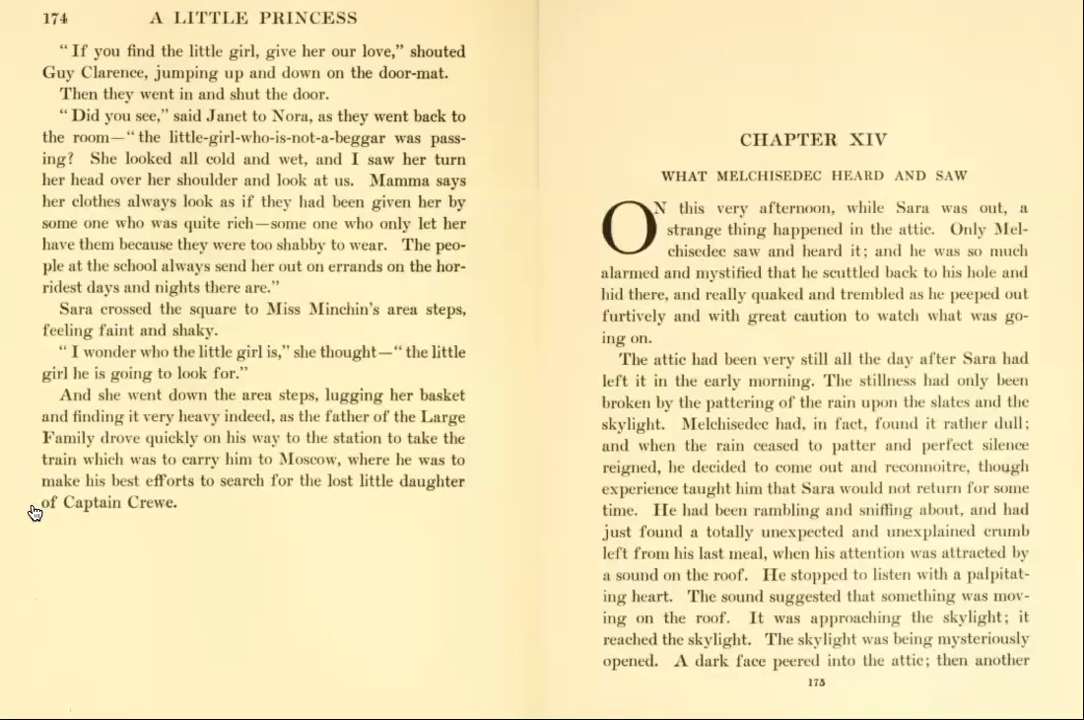 174 A LITTLE PRINCESS
“ If you find the little girl, give her our love,” shouted
Guy Clarence, jumping up and down on the door-mat.
Then they went in and shut the door.
“ Did you see,” said Janet to Nora, as they went back to
the room—“ the little-girl-who-is-not-a-beggar was pass-
ing? She looked all cold and wet, and I saw her turn
her head over her shoulder and look at us. Mamma says
her clothes always look as if they had been given her by
some one who was quite rich—some one who only let her
have them because they were too shabby to wear. The peo-
ple at the school always send her out on errands on the hor-
ridest days and nights there are.”
Sara crossed the square to Miss Minchin’s area steps,
feeling faint and shaky.
“ I wonder who the little girl is,” she thought—“ the little
girl he is going to look for.”
And she went down the area steps, lugging her basket
and finding it very heavy indeed, as the father of the Large
Family drove quickly on his way to the station to take the
train which was to carry him to Moscow, where he was to
make his best efforts to search for the lost little daughter
of Captain Crewe.
CHAPTER XIV
WHAT MELCHISEDEC HEARD AND SAW
ON this very afternoon, while Sara was out, a
strange thing happened in the attic. Only Mel-
chisedec saw and heard it; and he was so much
alarmed and mystified that he scuttled back to his hole and
hid there, and really quaked and trembled as he peeped out
furtively and with great caution to watch what was go-
ing on.
The attic had been very still all the day after Sara had
left it in the early morning. The stillness had only been
broken by the pattering of the rain upon the slates and the
skylight. Melchisedec had, in fact, found it rather dull;
and when the rain ceased to patter and perfect silence
reigned, he decided to come out and reconnoitre, though
experience taught him that Sara would not return for some
time. He had been rambling and sniffing about, and had
just found a totally unexpected and unexplained crumb
left from his last meal, when his attention was attracted by
a sound on the roof. He stopped to listen with a palpitat-
ing heart. The sound suggested that something was mov-
ing on the roof. It was approaching the skylight; it
reached the skylight. The skylight was being mysteriously
opened. A dark face peered into the attic; then another
175